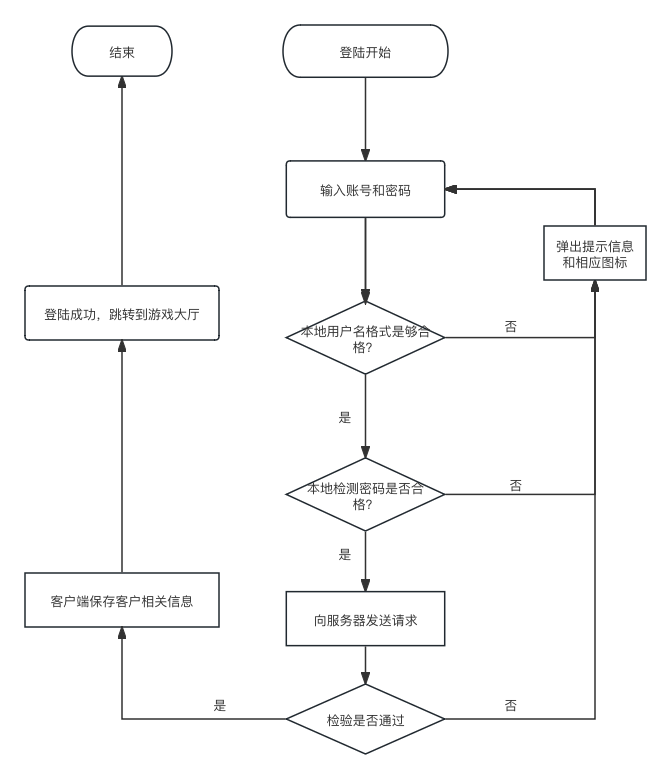 结束
登陆开始
输入账号和密码
弹出提示信息
和相应图标
登陆成功，跳转到游戏大厅
本地用户名格式是够合
格？
否
是
本地检测密码是否合
格？
否
是
客户端保存客户相关信息
向服务器发送请求
是
检验是否通过
否